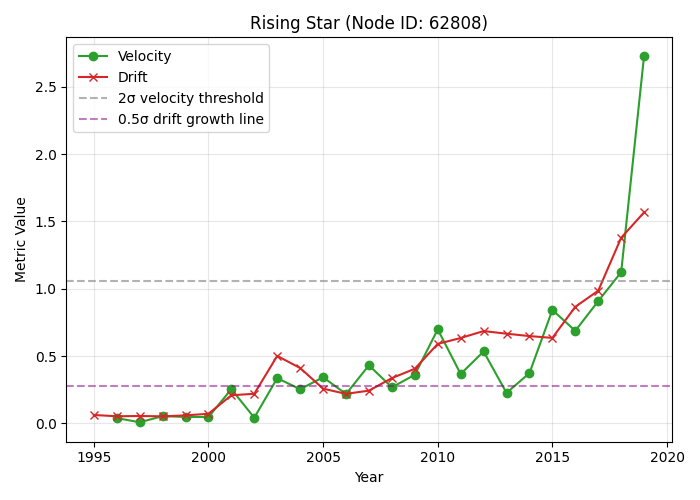 Rising Star (Node ID: 62808)
Velocity
Drift
2σ velocity threshold
0.5σ drift growth line
Metric Value
2.5
2.0
1.5
1.0
0.5
0.0
1995 2000 2005 2010 2015 2020
Year